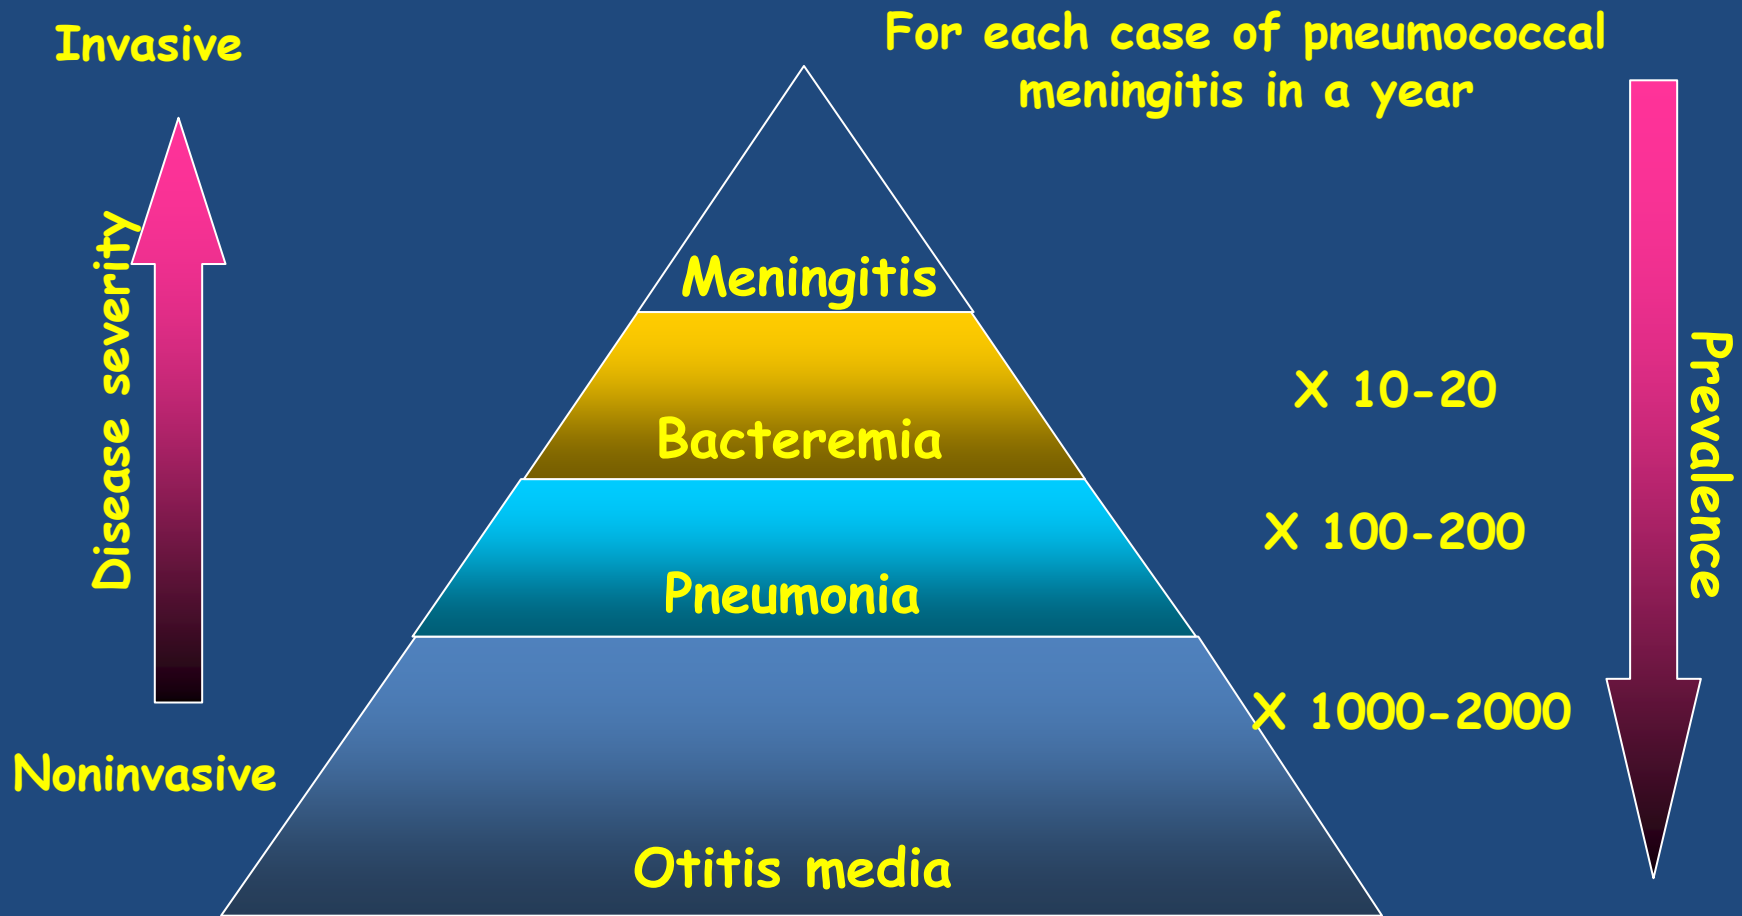 Invasive
For each case of pneumococcal
meningitis in a year
Disease severity
Meningitis
Bacteremia
X 10-20
Pneumonia
X 100-200
Prevalence
Otitis media
X 1000-2000
Noninvasive